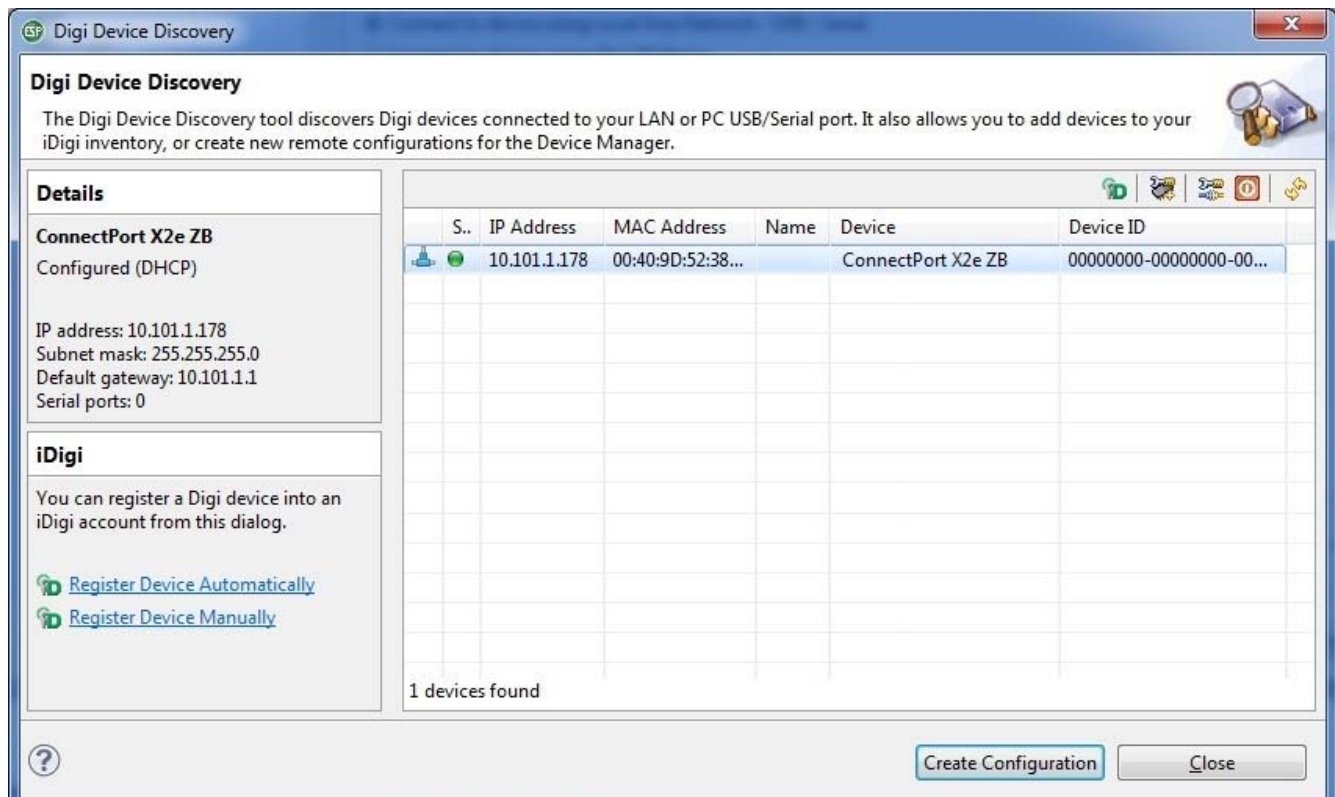 ESP Digi Device Discovery
Digi Device Discovery
The Digi Device Discovery tool discovers Digi devices connected to your LAN or PC USB/Serial port. It also allows you to add devices to your
iDigi inventory, or create new remote configurations for the Device Manager.
Details
ConnectPort X2e ZB
Configured (DHCP)
IP address: 10.101.1.178
Subnet mask: 255.255.255.0
Default gateway: 10.101.1.1
Serial ports: 0
iDigi
You can register a Digi device into an
iDigi account from this dialog.
Register Device Automatically
Register Device Manually
S.. IP Address MAC Address Name Device Device ID
10.101.1.178 00:40:9D:52:38... ConnectPort X2e ZB 00000000-00000000-00...
1 devices found
? Create Configuration Close